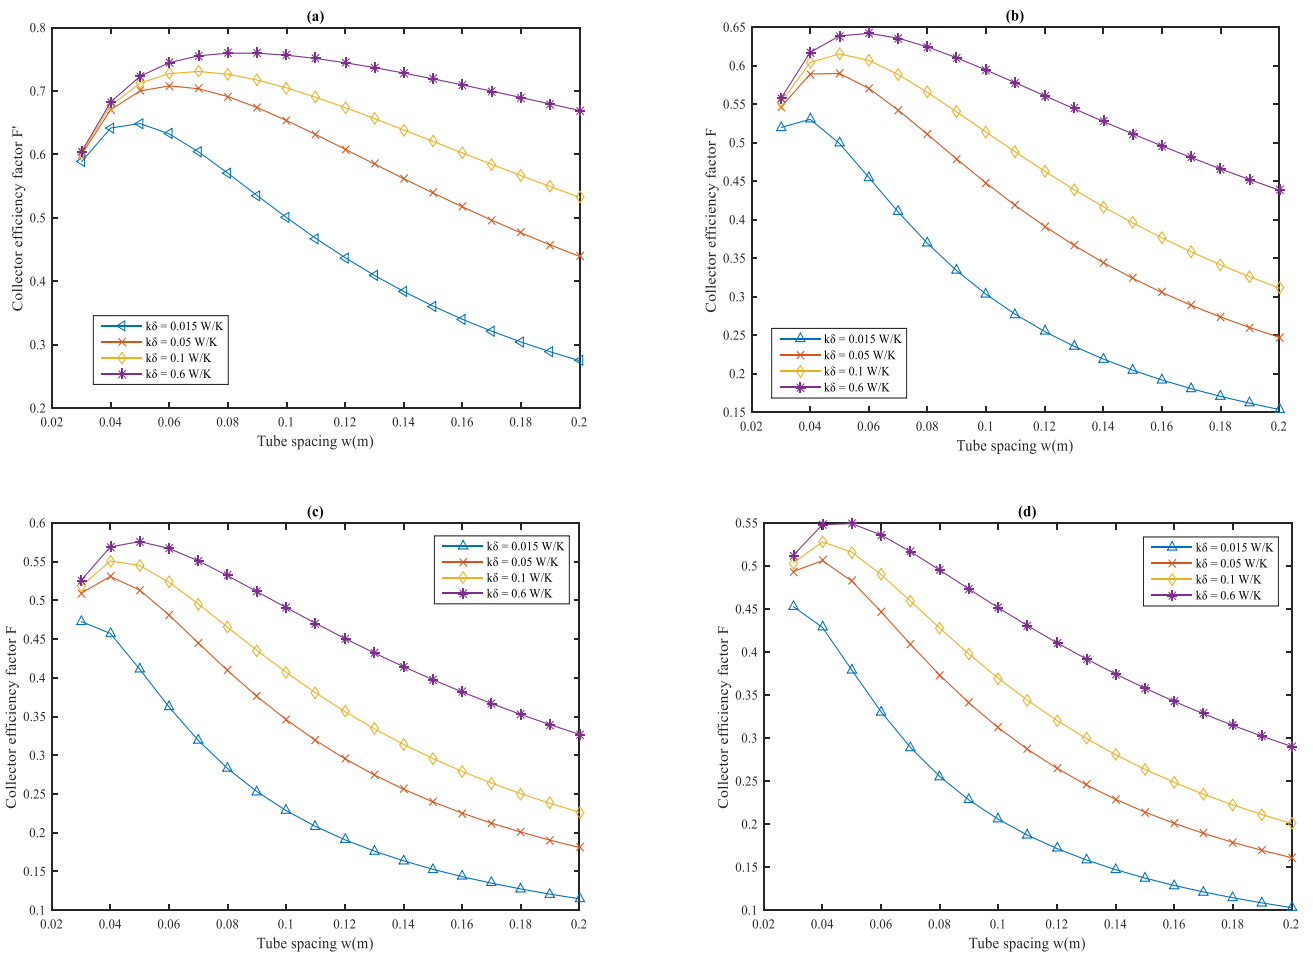 (a)
0.8
0.7
0.6
0.5
0.4
0.3
0.2
Collector efficiency factor F'
kδ = 0.015 W/K
kδ = 0.05 W/K
kδ = 0.1 W/K
kδ = 0.6 W/K
0.02 0.04 0.06 0.08 0.1 0.12 0.14 0.16 0.18 0.2
Tube spacing w(m)
(b)
0.65
0.6
0.55
0.5
0.45
0.4
0.35
0.3
0.25
0.2
0.15
Collector efficiency factor F
kδ = 0.015 W/K
kδ = 0.05 W/K
kδ = 0.1 W/K
kδ = 0.6 W/K
0.02 0.04 0.06 0.08 0.1 0.12 0.14 0.16 0.18 0.2
Tube spacing w(m)
(c)
0.6
0.55
0.5
0.45
0.4
0.35
0.3
0.25
0.2
0.15
0.1
Collector efficiency factor F
kδ = 0.015 W/K
kδ = 0.05 W/K
kδ = 0.1 W/K
kδ = 0.6 W/K
0.02 0.04 0.06 0.08 0.1 0.12 0.14 0.16 0.18 0.2
Tube spacing w(m)
(d)
0.55
0.5
0.45
0.4
0.35
0.3
0.25
0.2
0.15
0.1
Collector efficiency factor F
kδ = 0.015 W/K
kδ = 0.05 W/K
kδ = 0.1 W/K
kδ = 0.6 W/K
0.02 0.04 0.06 0.08 0.1 0.12 0.14 0.16 0.18 0.2
Tube spacing w(m)